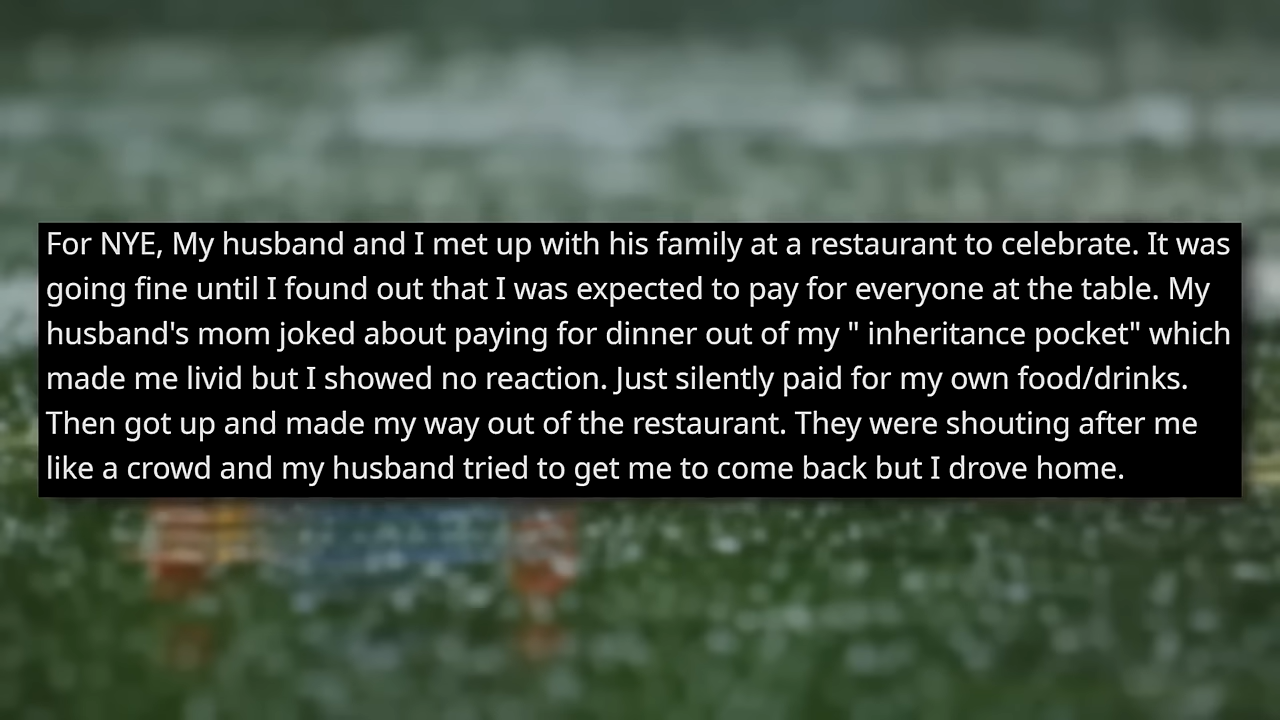 For NYE, My husband and I met up with his family at a restaurant to celebrate. It was
going fine until I found out that I was expected to pay for everyone at the table. My
husband's mom joked about paying for dinner out of my " inheritance pocket" which
made me livid but I showed no reaction. Just silently paid for my own food/drinks.
Then got up and made my way out of the restaurant. They were shouting after me
like a crowd and my husband tried to get me to come back but I drove home.